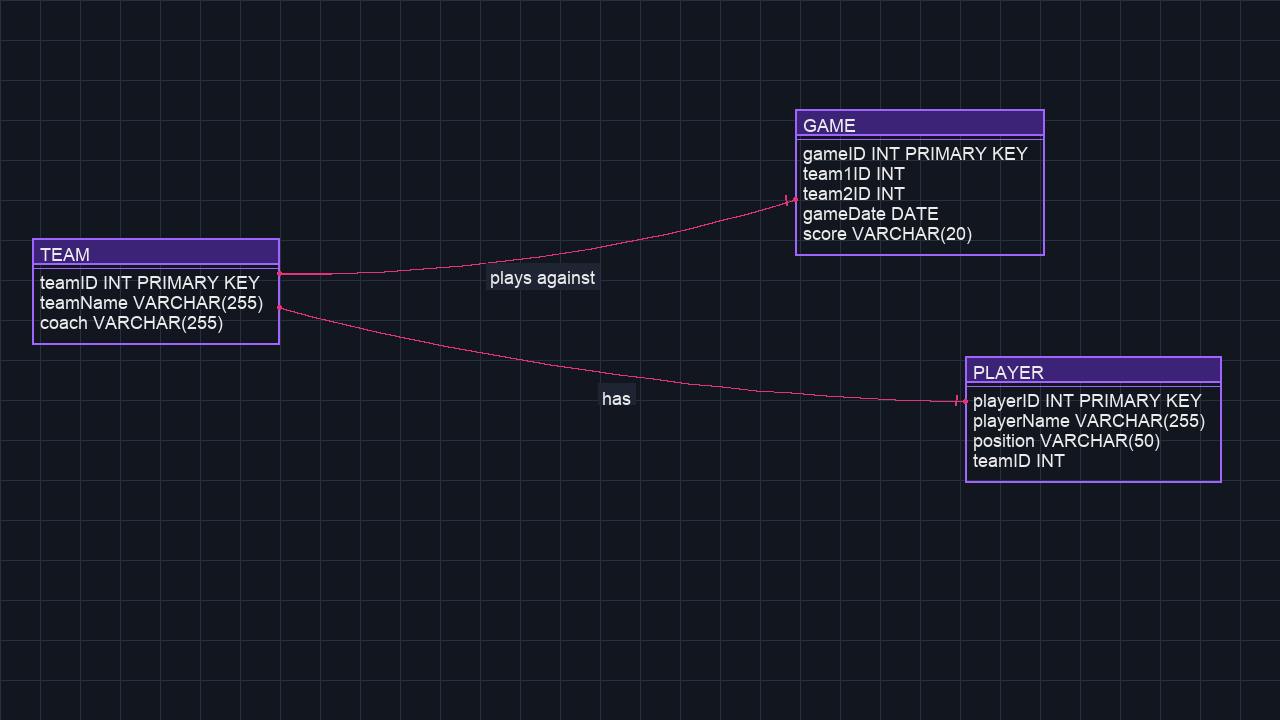 GAME
gameID INT PRIMARY KEY
team1ID INT
team2ID INT
gameDate DATE
score VARCHAR(20)
TEAM
teamID INT PRIMARY KEY
teamName VARCHAR(255)
coach VARCHAR(255)
plays against
has
PLAYER
playerID INT PRIMARY KEY
playerName VARCHAR(255)
position VARCHAR(50)
teamID INT